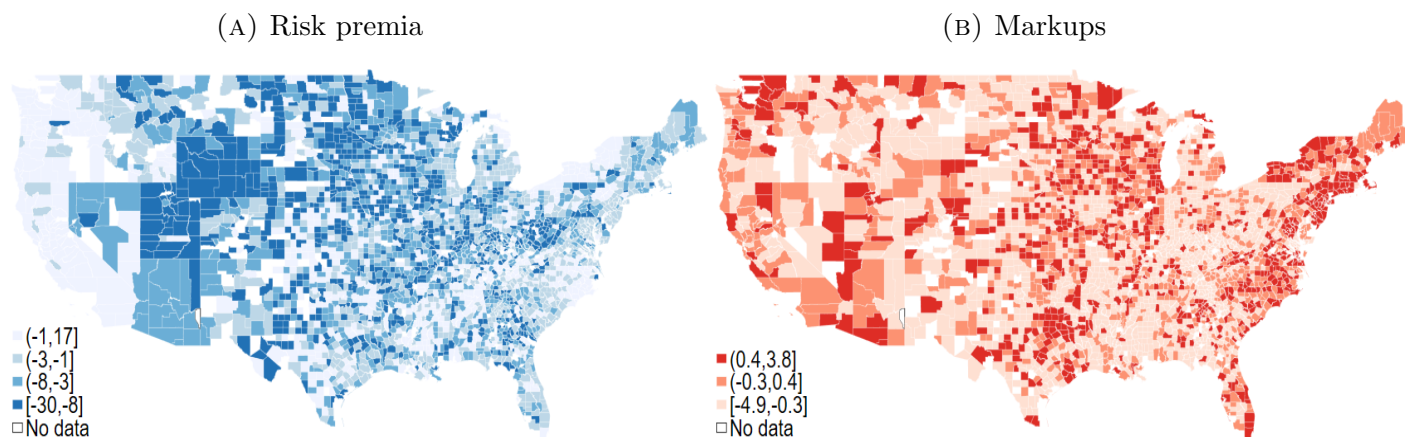 (A) Risk premia
(-1,17]
(-3,-1]
(-8,-3]
[-30,-8]
No data
(B) Markups
(0.4,3.8]
(-0.3,0.4]
[-4.9,-0.3]
No data